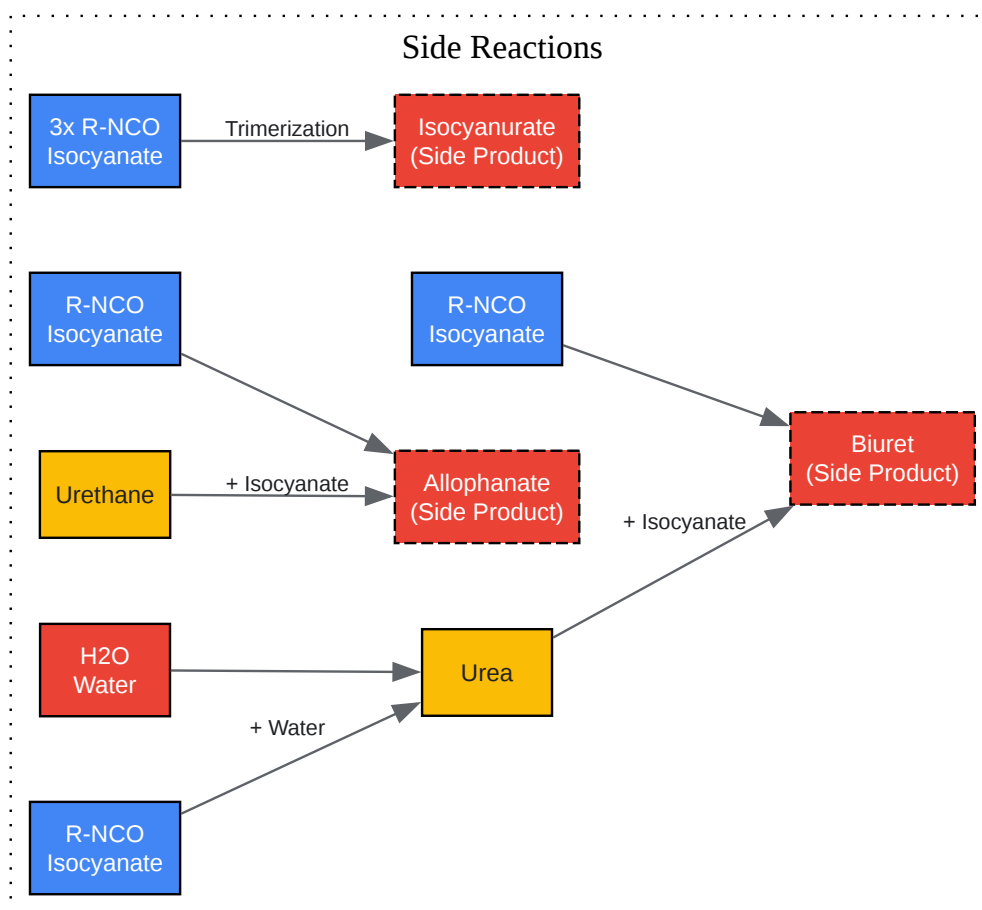 Side Reactions
3x R-NCO
Isocyanate
Trimerization
Isocyanurate
(Side Product)
R-NCO
Isocyanate
R-NCO
Isocyanate
Urethane
+ Isocyanate
Allophanate
(Side Product)
Biuret
(Side Product)
+ Isocyanate
H2O
Water
Urea
+ Water
R-NCO
Isocyanate